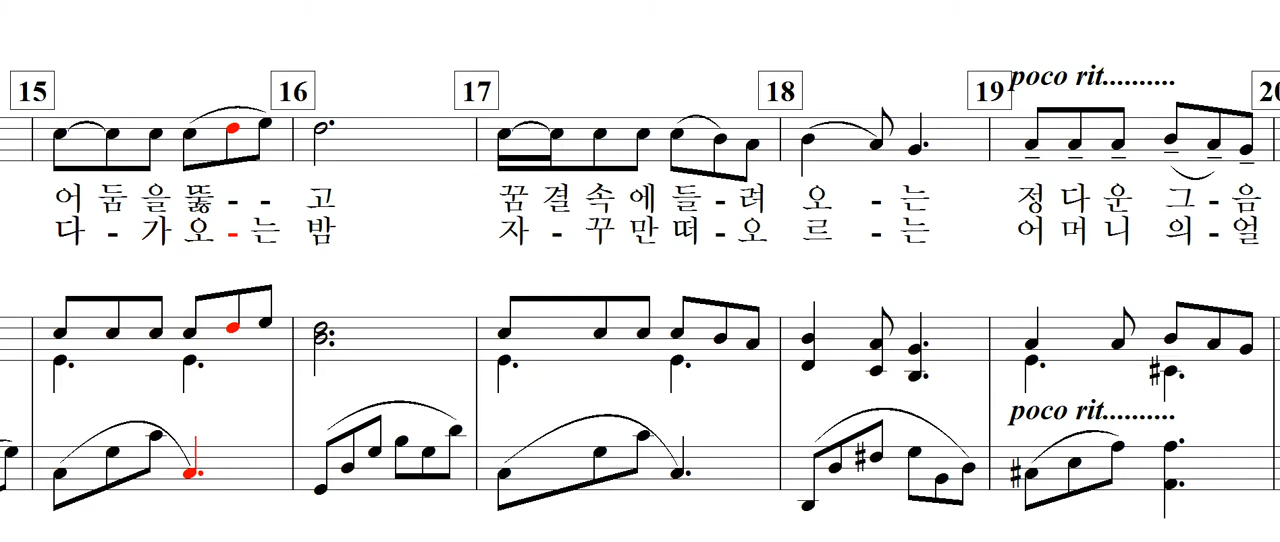 15 16 17 18 19 20
poco rit..........
어 둠 을 뚫 - - 고 꿈 결 속 에 들 - 려 오 - 는 정 다 운 그 - 음
다 - 가 오 - 는 밤 자 - 꾸 만 떠 - 오 르 - 는 어 머 니 의 - 얼
poco rit..........